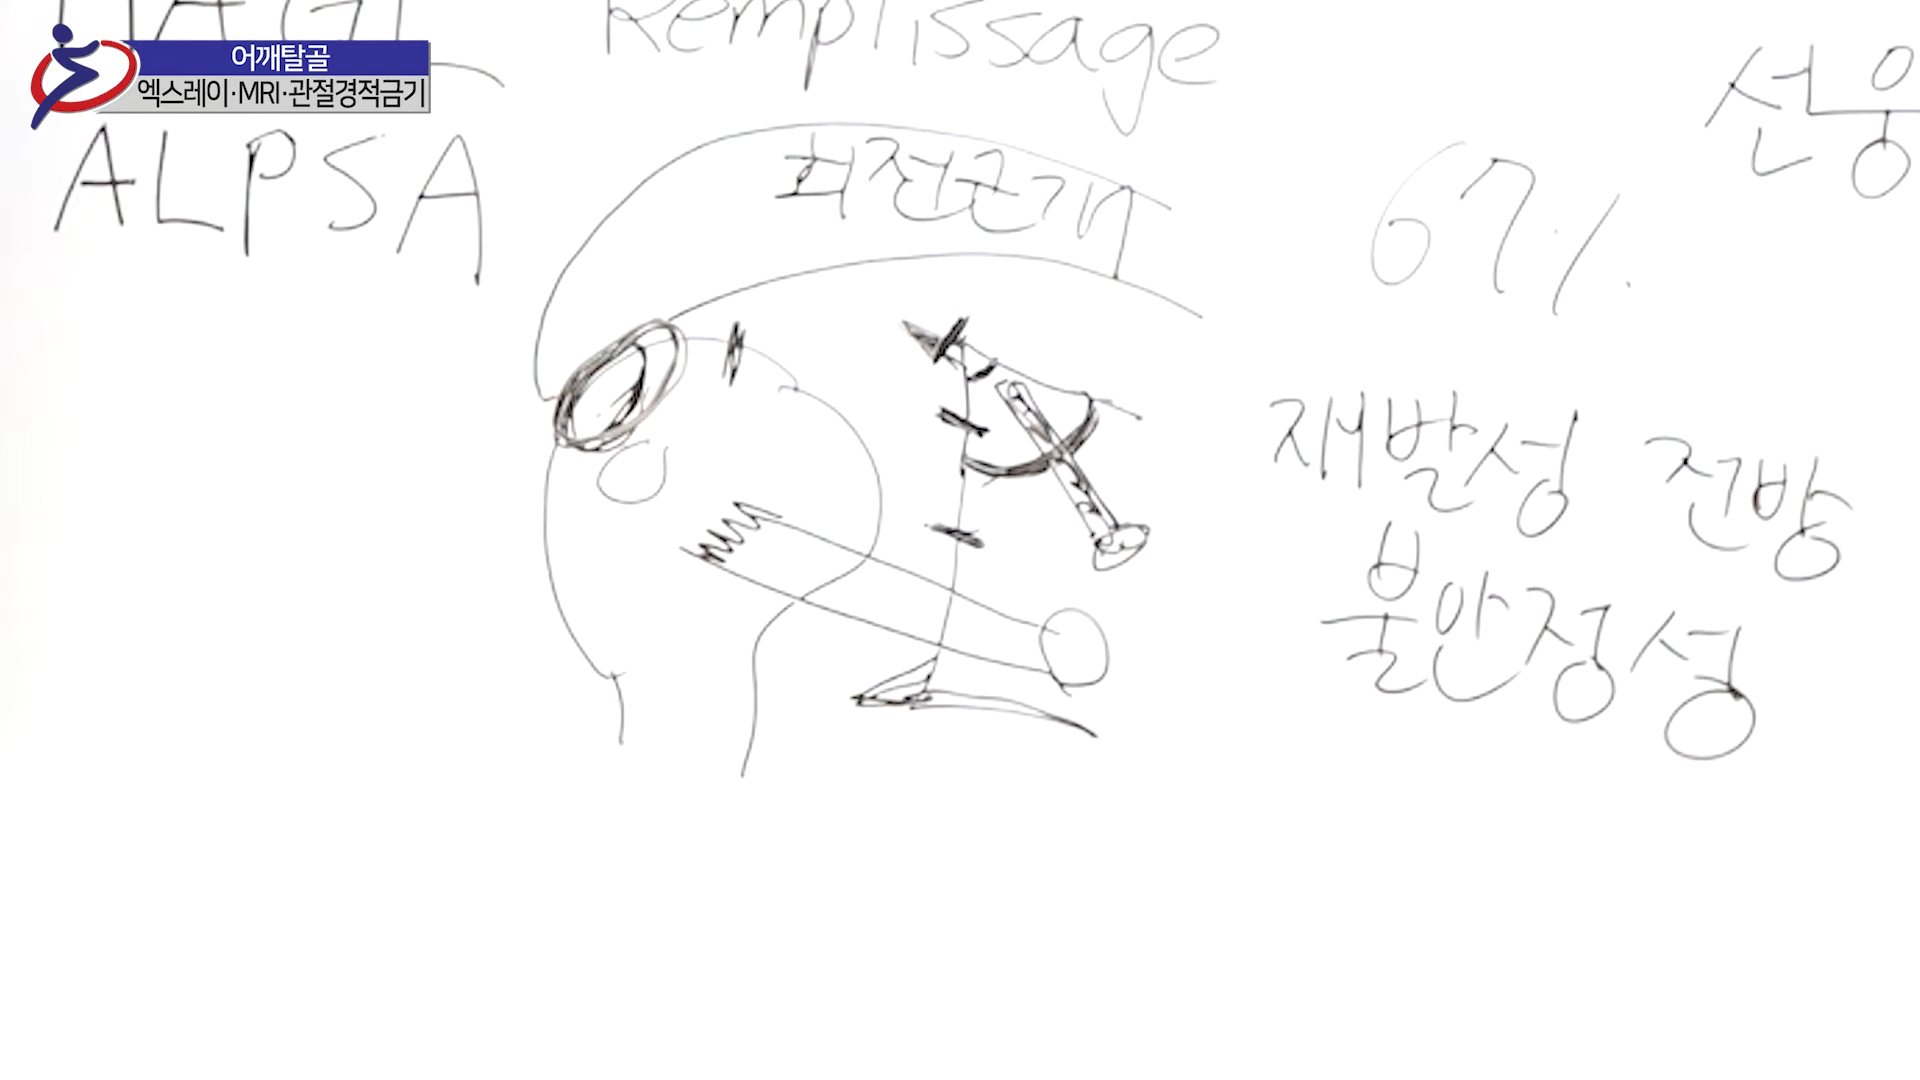 Remplissage
어깨탈골
엑스레이·MRI·관절경적금기
ALPSA
회전근개
67%
재발성 전방
불안정성